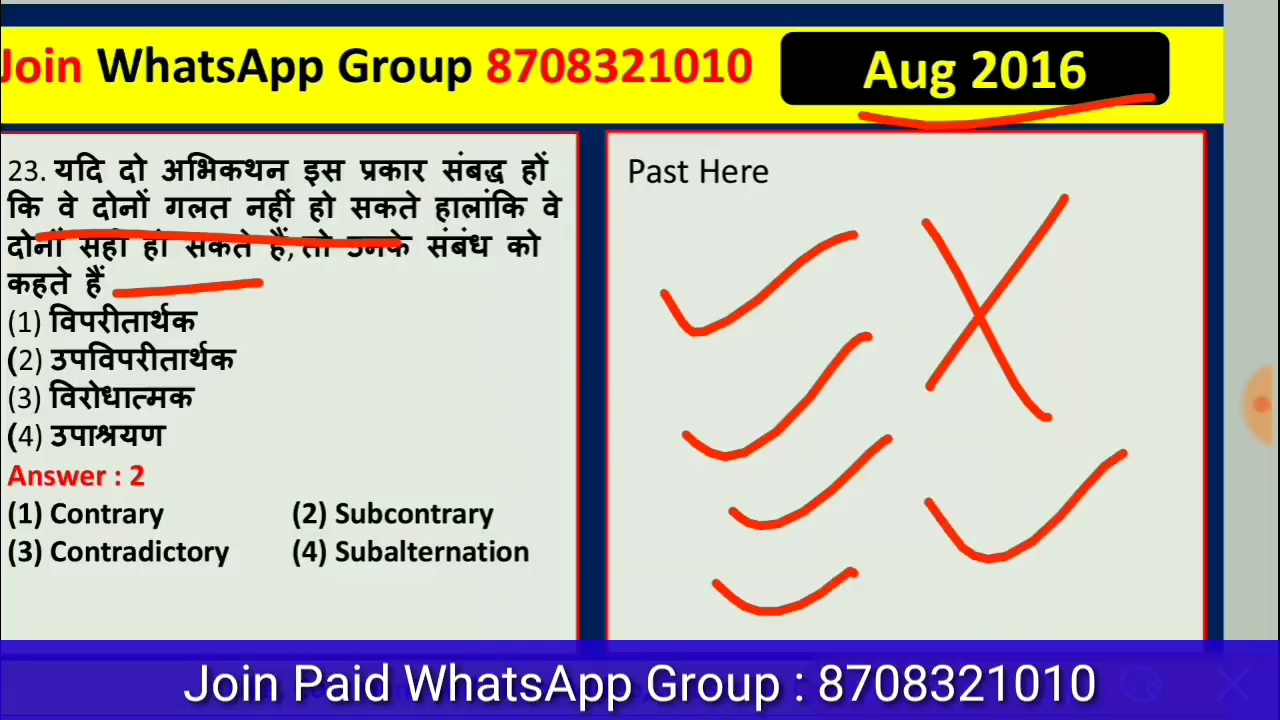 Join WhatsApp Group 8708321010
Aug 2016
23. यदि दो अभिकथन इस प्रकार संबद्ध हों
कि वे दोनों गलत नहीं हो सकते हालांकि वे
दोनों सही हो सकते हैं, तो उनके संबंध को
कहते हैं
(1) विपरीतार्थक
(2) उपविपरीतार्थक
(3) विरोधात्मक
(4) उपाश्रयण
Answer : 2
(1) Contrary (2) Subcontrary
(3) Contradictory (4) Subalternation
Past Here
Join Paid WhatsApp Group : 8708321010